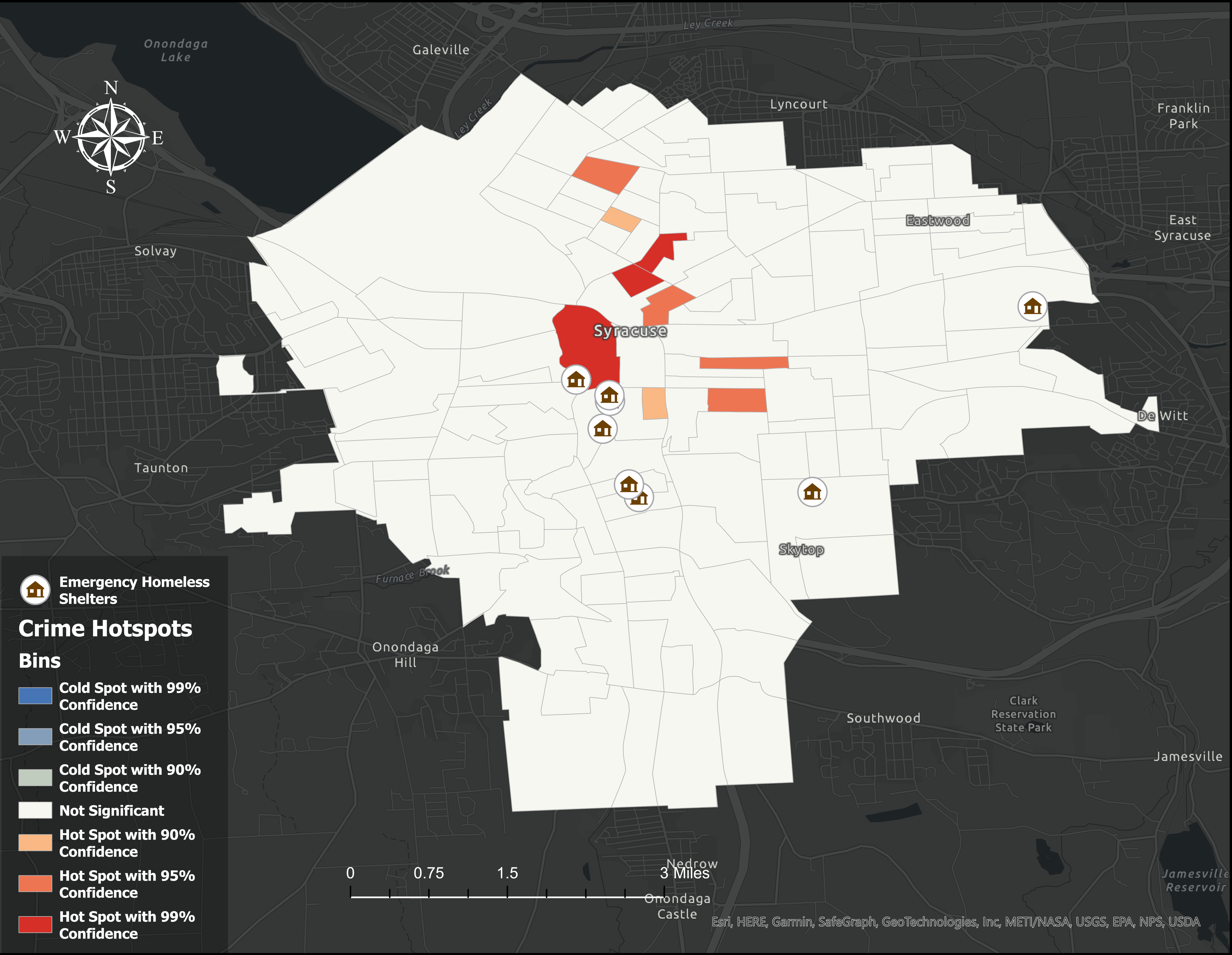 Ley Creek
Onondaga
Lake
Galeville
N
W
E
S
Ley Creek
Lyncourt
Franklin
Park
Eastwood
East
Syracuse
Solvay
Syracuse
De Witt
Taunton
Skytop
Furnace Brook
Onondaga
Hill
Southwood
Clark
Reservation
State Park
Jamesville
Nedrow
Onondaga
Castle
Jamesville
Reservoir
Emergency Homeless
Shelters
Crime Hotspots
Bins
Cold Spot with 99%
Confidence
Cold Spot with 95%
Confidence
Cold Spot with 90%
Confidence
Not Significant
Hot Spot with 90%
Confidence
Hot Spot with 95%
Confidence
Hot Spot with 99%
Confidence
0 0.75 1.5 3 Miles
Esri, HERE, Garmin, SafeGraph, GeoTechnologies, Inc, METI/NASA, USGS, EPA, NPS, USDA